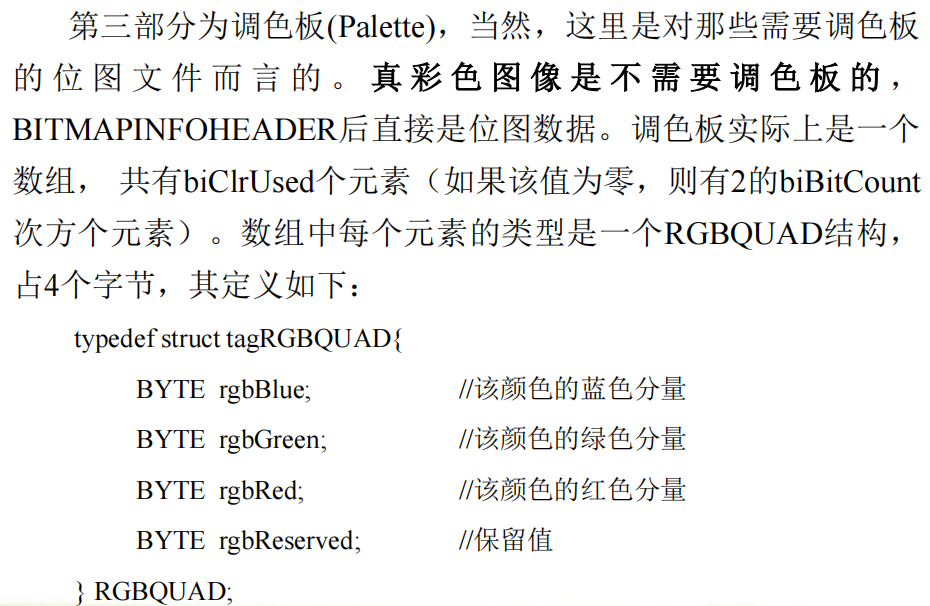 第三部分为调色板(Palette)，当然，这里是对那些需要调色板
的位图文件而言的。真彩色图像是不需要调色板的，
BITMAPINFOHEADER后直接是位图数据。调色板实际上是一个
数组， 共有biClrUsed个元素（如果该值为零，则有2的biBitCount
次方个元素）。数组中每个元素的类型是一个RGBQUAD结构，
占4个字节，其定义如下：
typedef struct tagRGBQUAD{
BYTE rgbBlue; //该颜色的蓝色分量
BYTE rgbGreen; //该颜色的绿色分量
BYTE rgbRed; //该颜色的红色分量
BYTE rgbReserved; //保留值
} RGBQUAD;